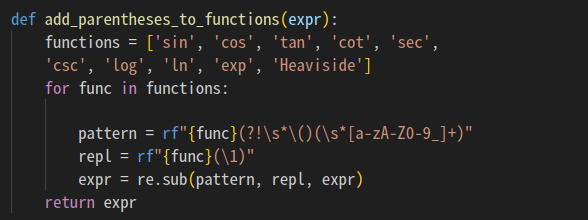 def add_parentheses_to_functions(expr):
    functions = ['sin', 'cos', 'tan', 'cot', 'sec',
    'csc', 'log', 'ln', 'exp', 'Heaviside']
    for func in functions:
        pattern = rf"{func}(?!\s*\()(\s*[a-zA-Z0-9_]+)"
        repl = rf"{func}(\1)"
        expr = re.sub(pattern, repl, expr)
    return expr